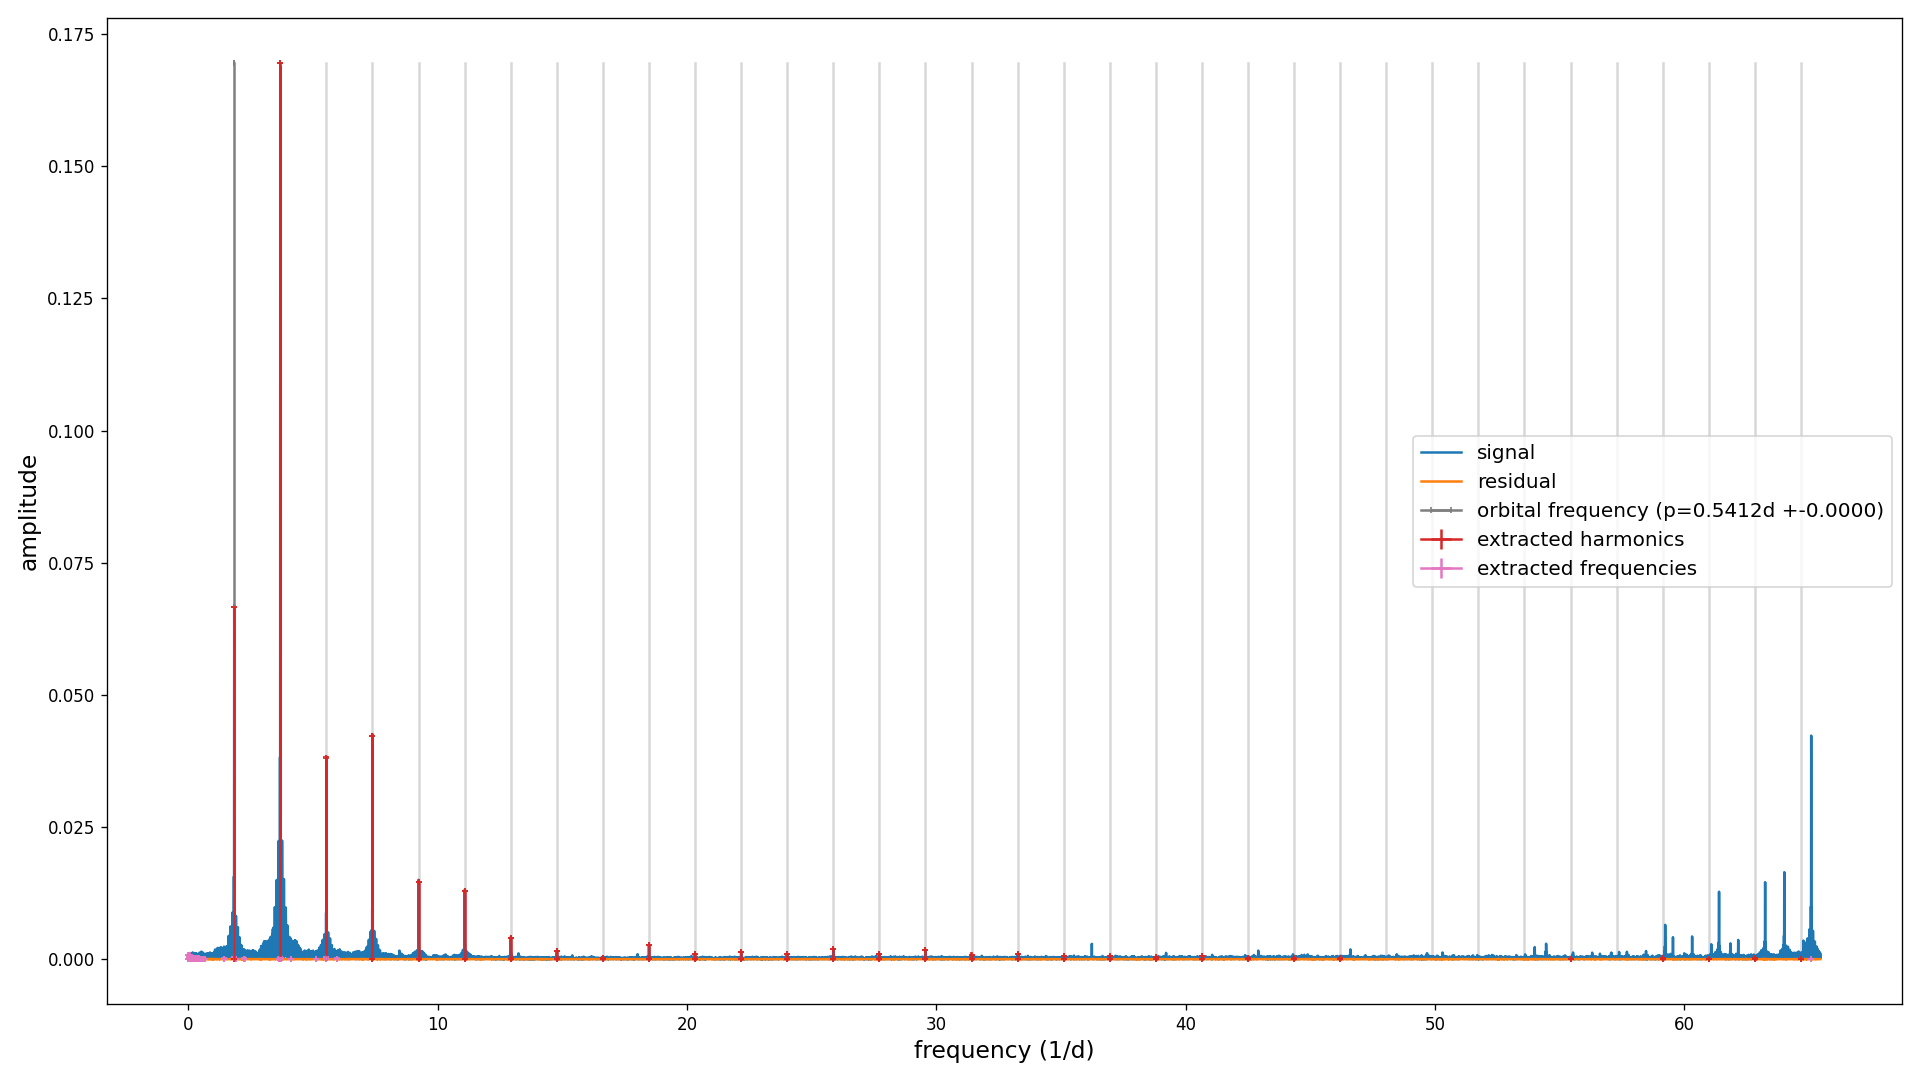 0.175
0.150
0.125
0.100
0.075
0.050
0.025
0.000
amplitude
0
10
20
30
40
50
60
frequency (1/d)
signal
residual
orbital frequency (p=0.5412d +-0.0000)
extracted harmonics
extracted frequencies